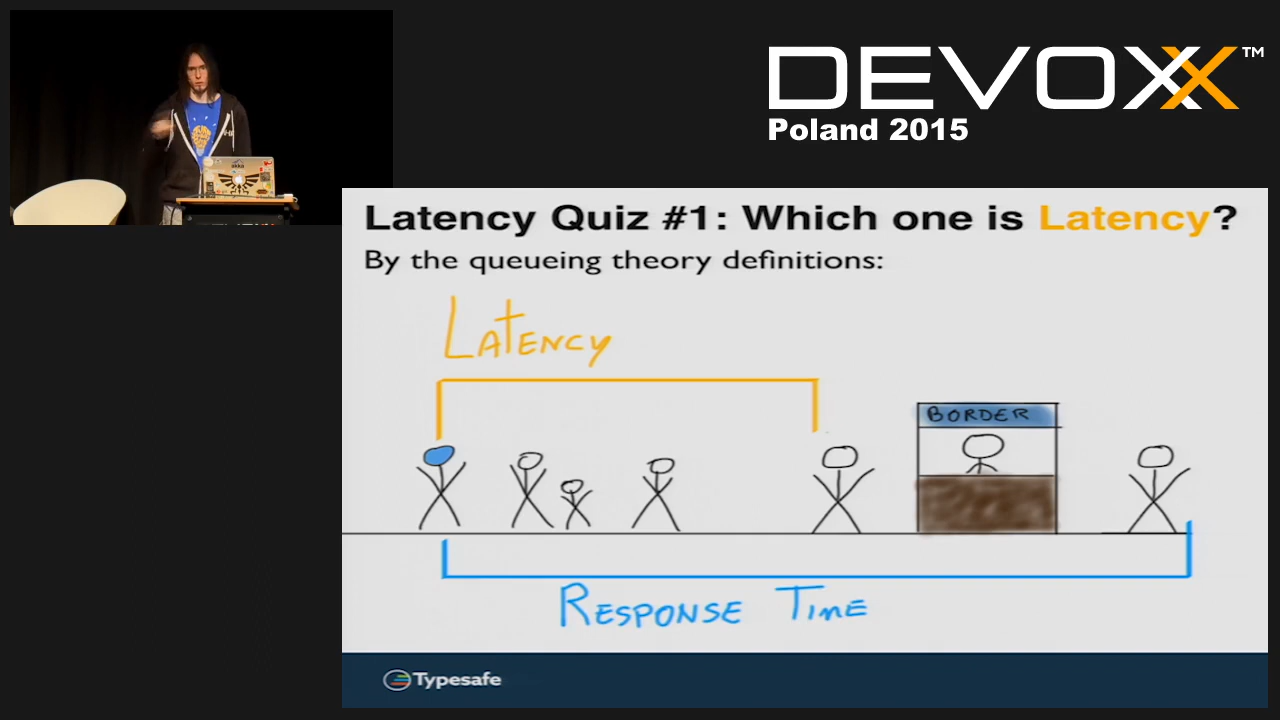 DEVOXX™
Poland 2015
akka
Latency Quiz #1: Which one is Latency?
By the queueing theory definitions:
LATENCY
BORDER
RESPONSE TIME
Typesafe